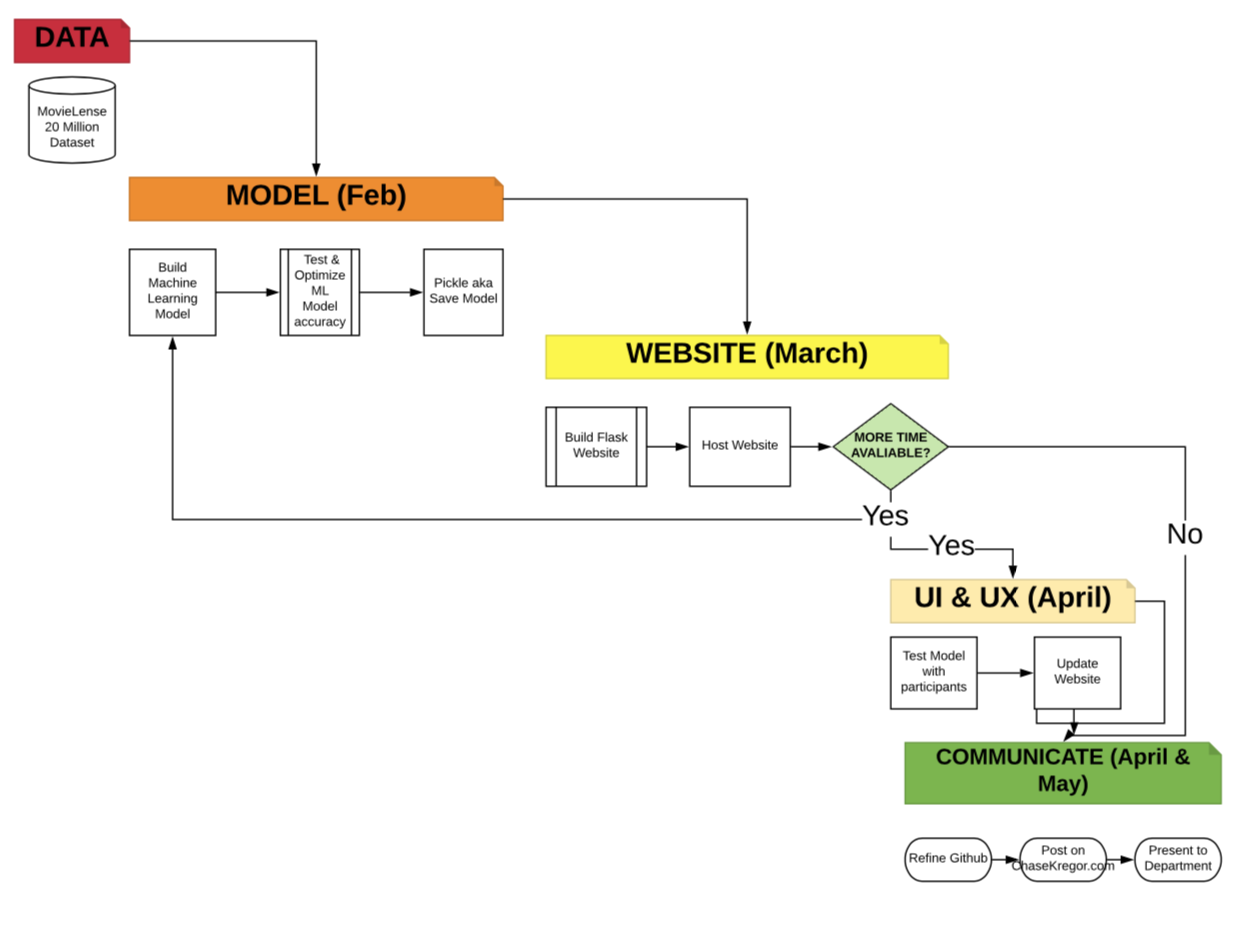 DATA
MovieLense
20 Million
Dataset
MODEL (Feb)
Build
Machine
Learning
Model
Test &
Optimize
ML
Model
accuracy
Pickle aka
Save Model
WEBSITE (March)
Build Flask
Website
Host Website
MORE TIME
AVALIABLE?
Yes
Yes
No
UI & UX (April)
Test Model
with
participants
Update
Website
COMMUNICATE (April &
May)
Refine Github
Post on
ChaseKregor.com
Present to
Department